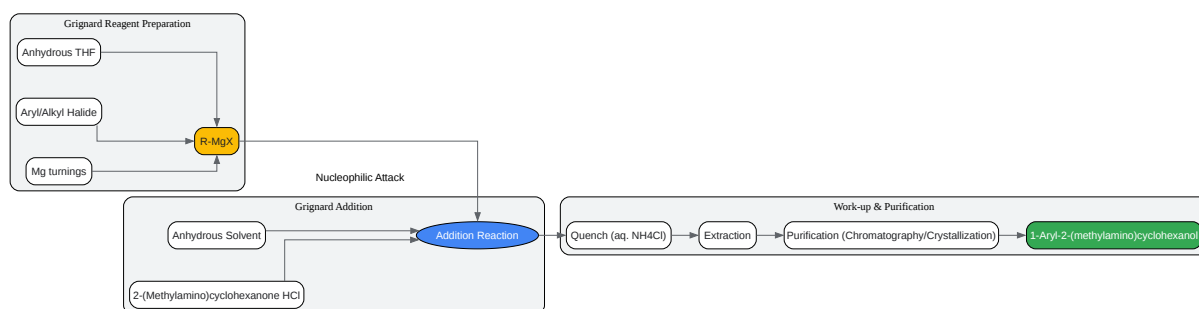 Grignard Reagent Preparation
Anhydrous THF
Aryl/Alkyl Halide
R-MgX
Mg turnings
Nucleophilic Attack
Grignard Addition
Anhydrous Solvent
Addition Reaction
2-(Methylamino)cyclohexanone HCl
Work-up & Purification
Quench (aq. NH4Cl)
Extraction
Purification (Chromatography/Crystallization)
1-Aryl-2-(methylamino)cyclohexanol